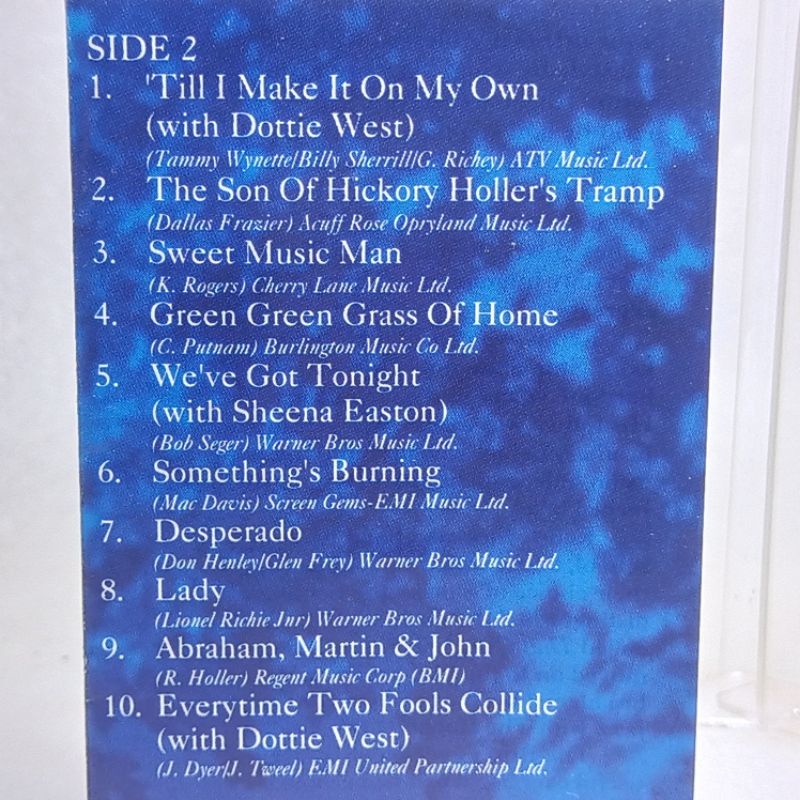 SIDE 2
1. 'Till I Make It On My Own
(with Dottie West)
(Tammy Wynette/Billy Sherrill/G. Richey) ATV Music Ltd.
2. The Son Of Hickory Holler's Tramp
(Dallas Frazier) Acuff Rose Opryland Music Ltd.
3. Sweet Music Man
(K. Rogers) Cherry Lane Music Ltd.
4. Green Green Grass Of Home
(C. Putnam) Burlington Music Co Ltd.
5. We've Got Tonight
(with Sheena Easton)
(Bob Seger) Warner Bros Music Ltd.
6. Something's Burning
(Mac Davis) Screen Gems-EMI Music Ltd.
7. Desperado
(Don Henley/Glen Frey) Warner Bros Music Ltd.
8. Lady
(Lionel Richie Jnr) Warner Bros Music Ltd.
9. Abraham, Martin & John
(R. Holler) Regent Music Corp (BMI)
10. Everytime Two Fools Collide
(with Dottie West)
(J. Dyer/J. Tweel) EMI United Partnership Ltd.